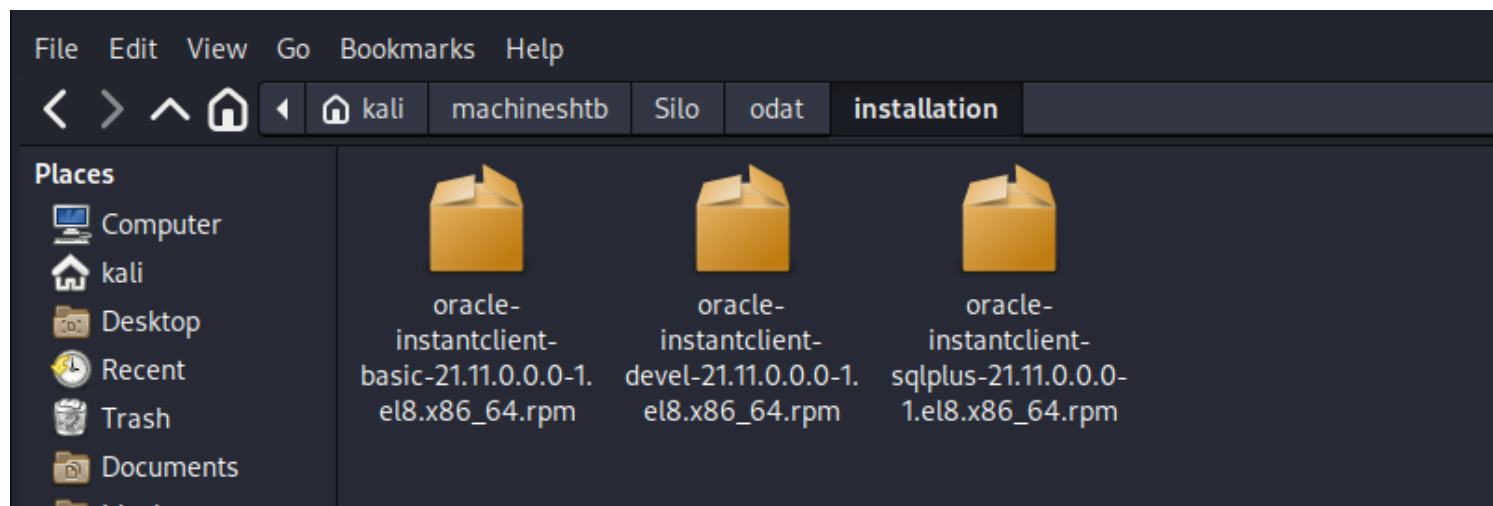 File Edit View Go Bookmarks Help
kali machineshtb Silo odat installation
Places
Computer
kali
Desktop
Recent
Trash
Documents
oracle-
instantclient-
basic-21.11.0.0.0-1.
el8.x86_64.rpm
oracle-
instantclient-
devel-21.11.0.0.0-1.
el8.x86_64.rpm
oracle-
instantclient-
sqlplus-21.11.0.0.0-
1.el8.x86_64.rpm